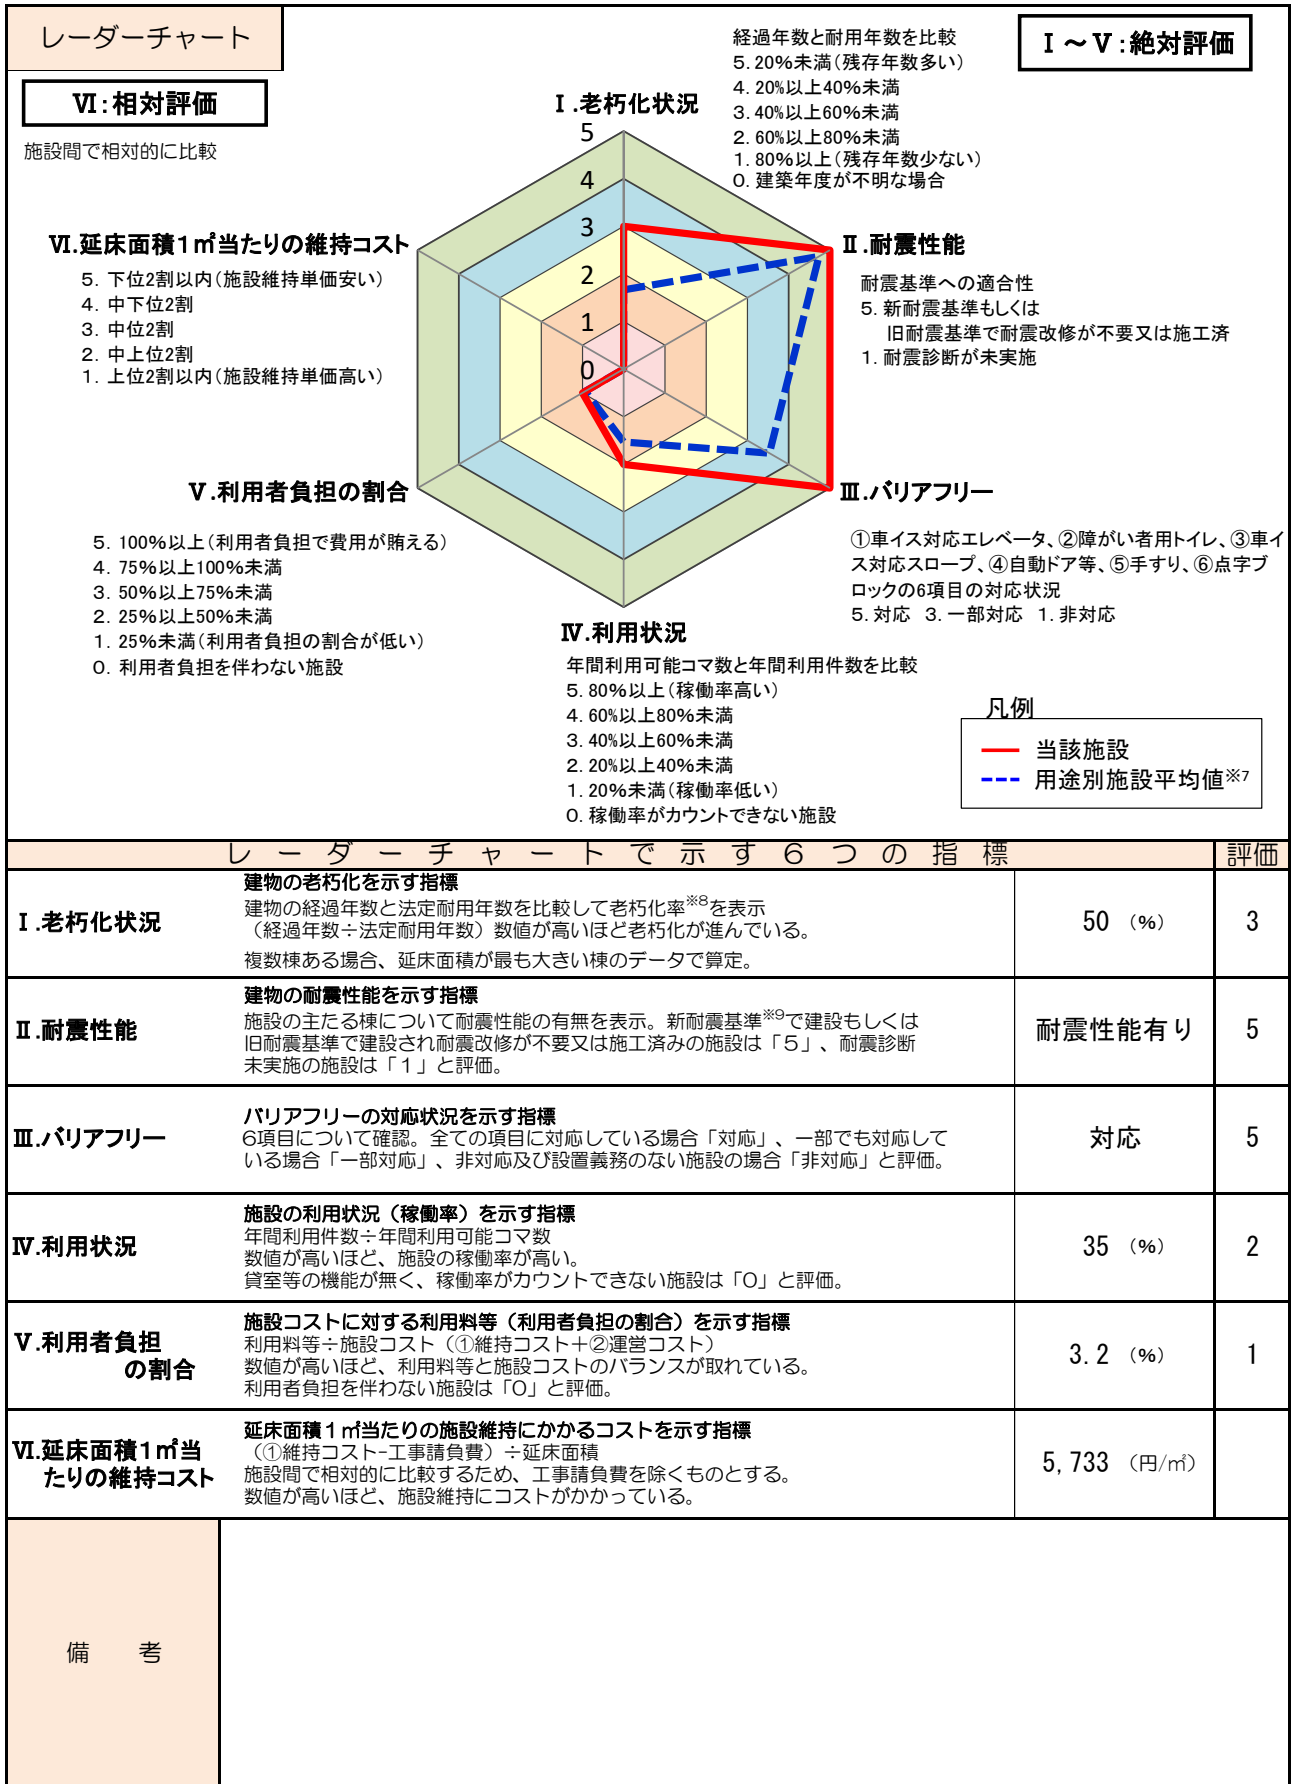 レーダーチャート
Ⅰ～Ⅴ：絶対評価
Ⅵ：相対評価
施設間で相対的に比較
Ⅰ.老朽化状況
経過年数と耐用年数を比較
5.20%未満（残存年数多い）
4.20%以上40%未満
3.40%以上60%未満
2.60%以上80%未満
1.80%以上（残存年数少ない）
0.建築年度が不明な場合
5
4
3
2
1
0
Ⅱ.耐震性能
耐震基準への適合性
5.新耐震基準もしくは
旧耐震基準で耐震改修が不要又は施工済
1.耐震診断が未実施
Ⅵ.延床面積1㎡当たりの維持コスト
5.下位2割以内（施設維持単価安い）
4.中下位2割
3.中位2割
2.中上位2割
1.上位2割以内（施設維持単価高い）
Ⅲ.バリアフリー
①車イス対応エレベータ、②障がい者用トイレ、③車イ
ス対応スロープ、④自動ドア等、⑤手すり、⑥点字ブ
ロックの6項目の対応状況
5.対応 3.一部対応 1.非対応
Ⅴ.利用者負担の割合
5.100%以上（利用者負担で費用が賄える）
4.75%以上100%未満
3.50%以上75%未満
2.25%以上50%未満
1.25%未満（利用者負担の割合が低い）
0.利用者負担を伴わない施設
Ⅳ.利用状況
年間利用可能コマ数と年間利用件数を比較
5.80%以上（稼働率高い）
4.60%以上80%未満
3.40%以上60%未満
2.20%以上40%未満
1.20%未満（稼働率低い）
0.稼働率がカウントできない施設
凡例
当該施設
用途別施設平均値※7
レーダーチャートで示す6つの指標 評価
Ⅰ.老朽化状況
建物の老朽化を示す指標
建物の経過年数と法定耐用年数を比較して老朽化率※8を表示
（経過年数÷法定耐用年数）数値が高いほど老朽化が進んでいる。
複数棟ある場合、延床面積が最も大きい棟のデータで算定。
50 （%） 3
Ⅱ.耐震性能
建物の耐震性能を示す指標
施設の主たる棟について耐震性能の有無を表示。新耐震基準※9で建設もしくは
旧耐震基準で建設され耐震改修が不要又は施工済みの施設は「5」、耐震診断
未実施の施設は「1」と評価。
耐震性能有り 5
Ⅲ.バリアフリー
バリアフリーの対応状況を示す指標
6項目について確認。全ての項目に対応している場合「対応」、一部でも対応して
いる場合「一部対応」、非対応及び設置義務のない施設の場合「非対応」と評価。
対応 5
Ⅳ.利用状況
施設の利用状況（稼働率）を示す指標
年間利用件数÷年間利用可能コマ数
数値が高いほど、施設の稼働率が高い。
貸室等の機能が無く、稼働率がカウントできない施設は「0」と評価。
35 （%） 2
Ⅴ.利用者負担
の割合
施設コストに対する利用料等（利用者負担の割合）を示す指標
利用料等÷施設コスト（①維持コスト+②運営コスト）
数値が高いほど、利用料等と施設コストのバランスが取れている。
利用者負担を伴わない施設は「0」と評価。
3.2 （%） 1
Ⅵ.延床面積1㎡当
たりの維持コスト
延床面積1㎡当たりの施設維持にかかるコストを示す指標
（①維持コスト-工事請負費）÷延床面積
施設間で相対的に比較するため、工事請負費を除くものとする。
数値が高いほど、施設維持にコストがかかっている。
5,733 （円/㎡）
備 考